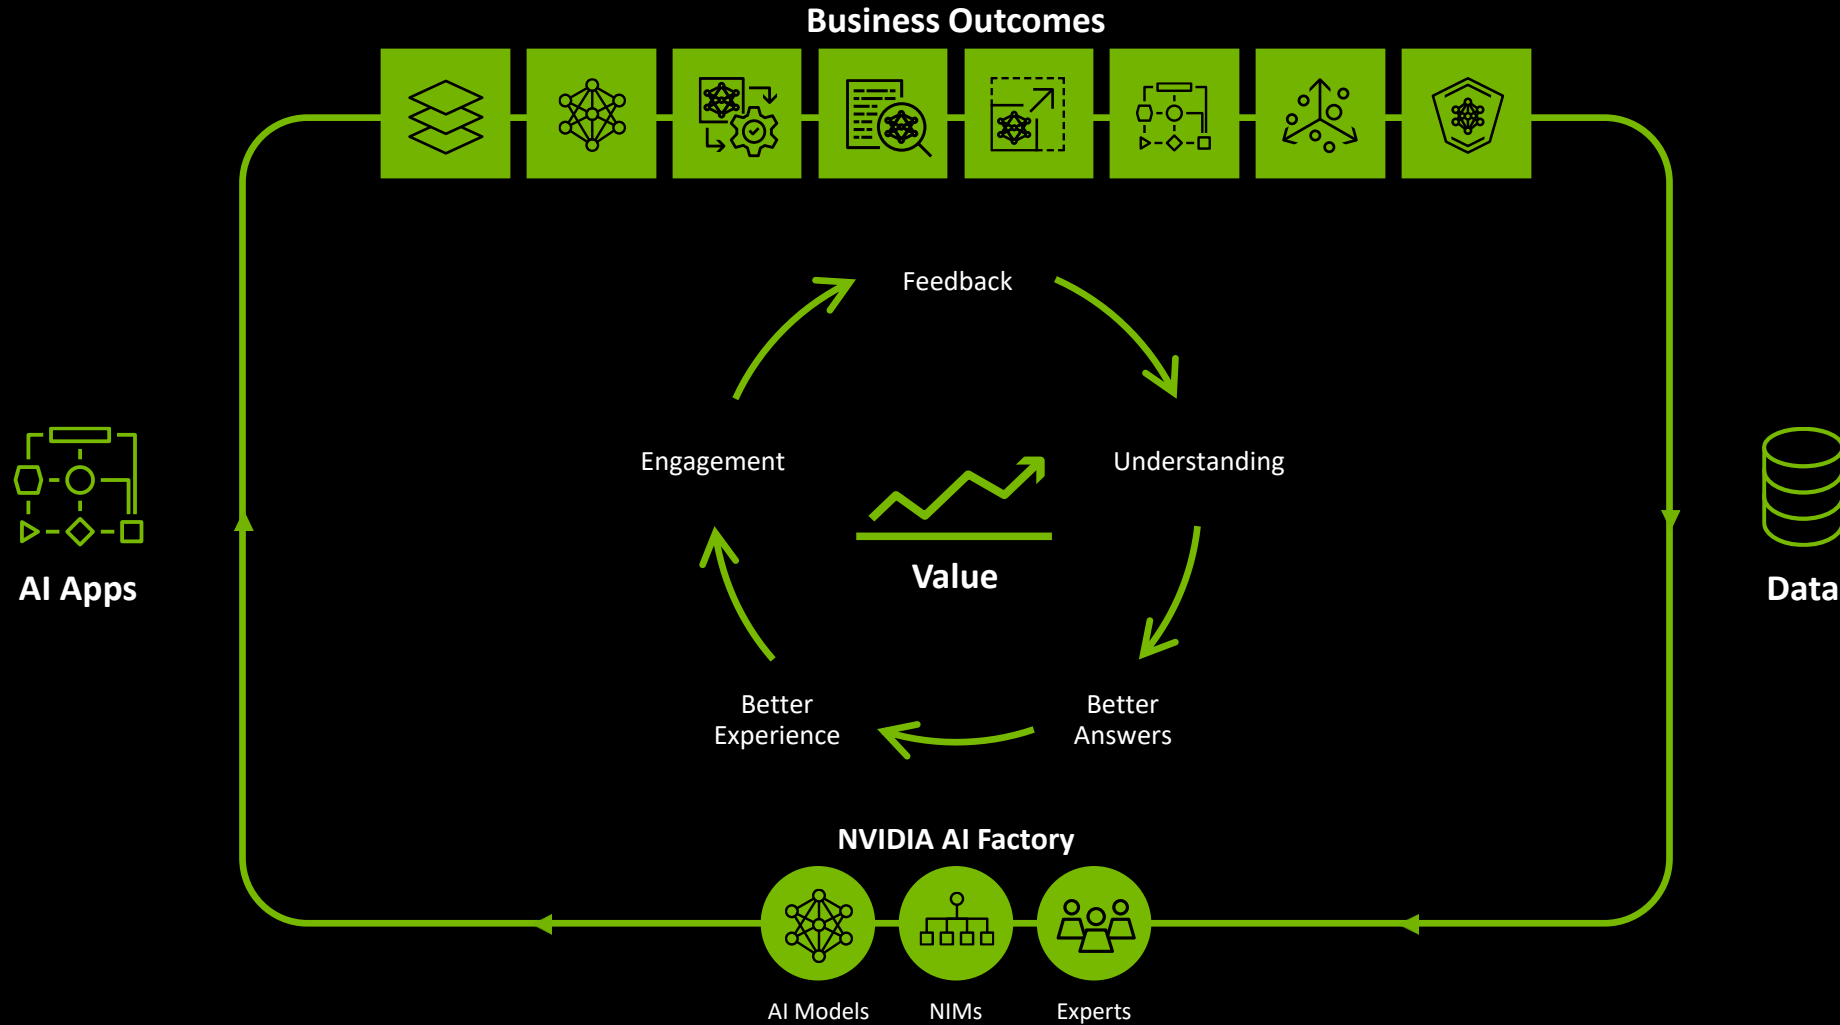 Business Outcomes
Feedback
Engagement
Understanding
Value
AI Apps
Data
Better
Experience
Better
Answers
NVIDIA AI Factory
AI Models
NIMs
Experts